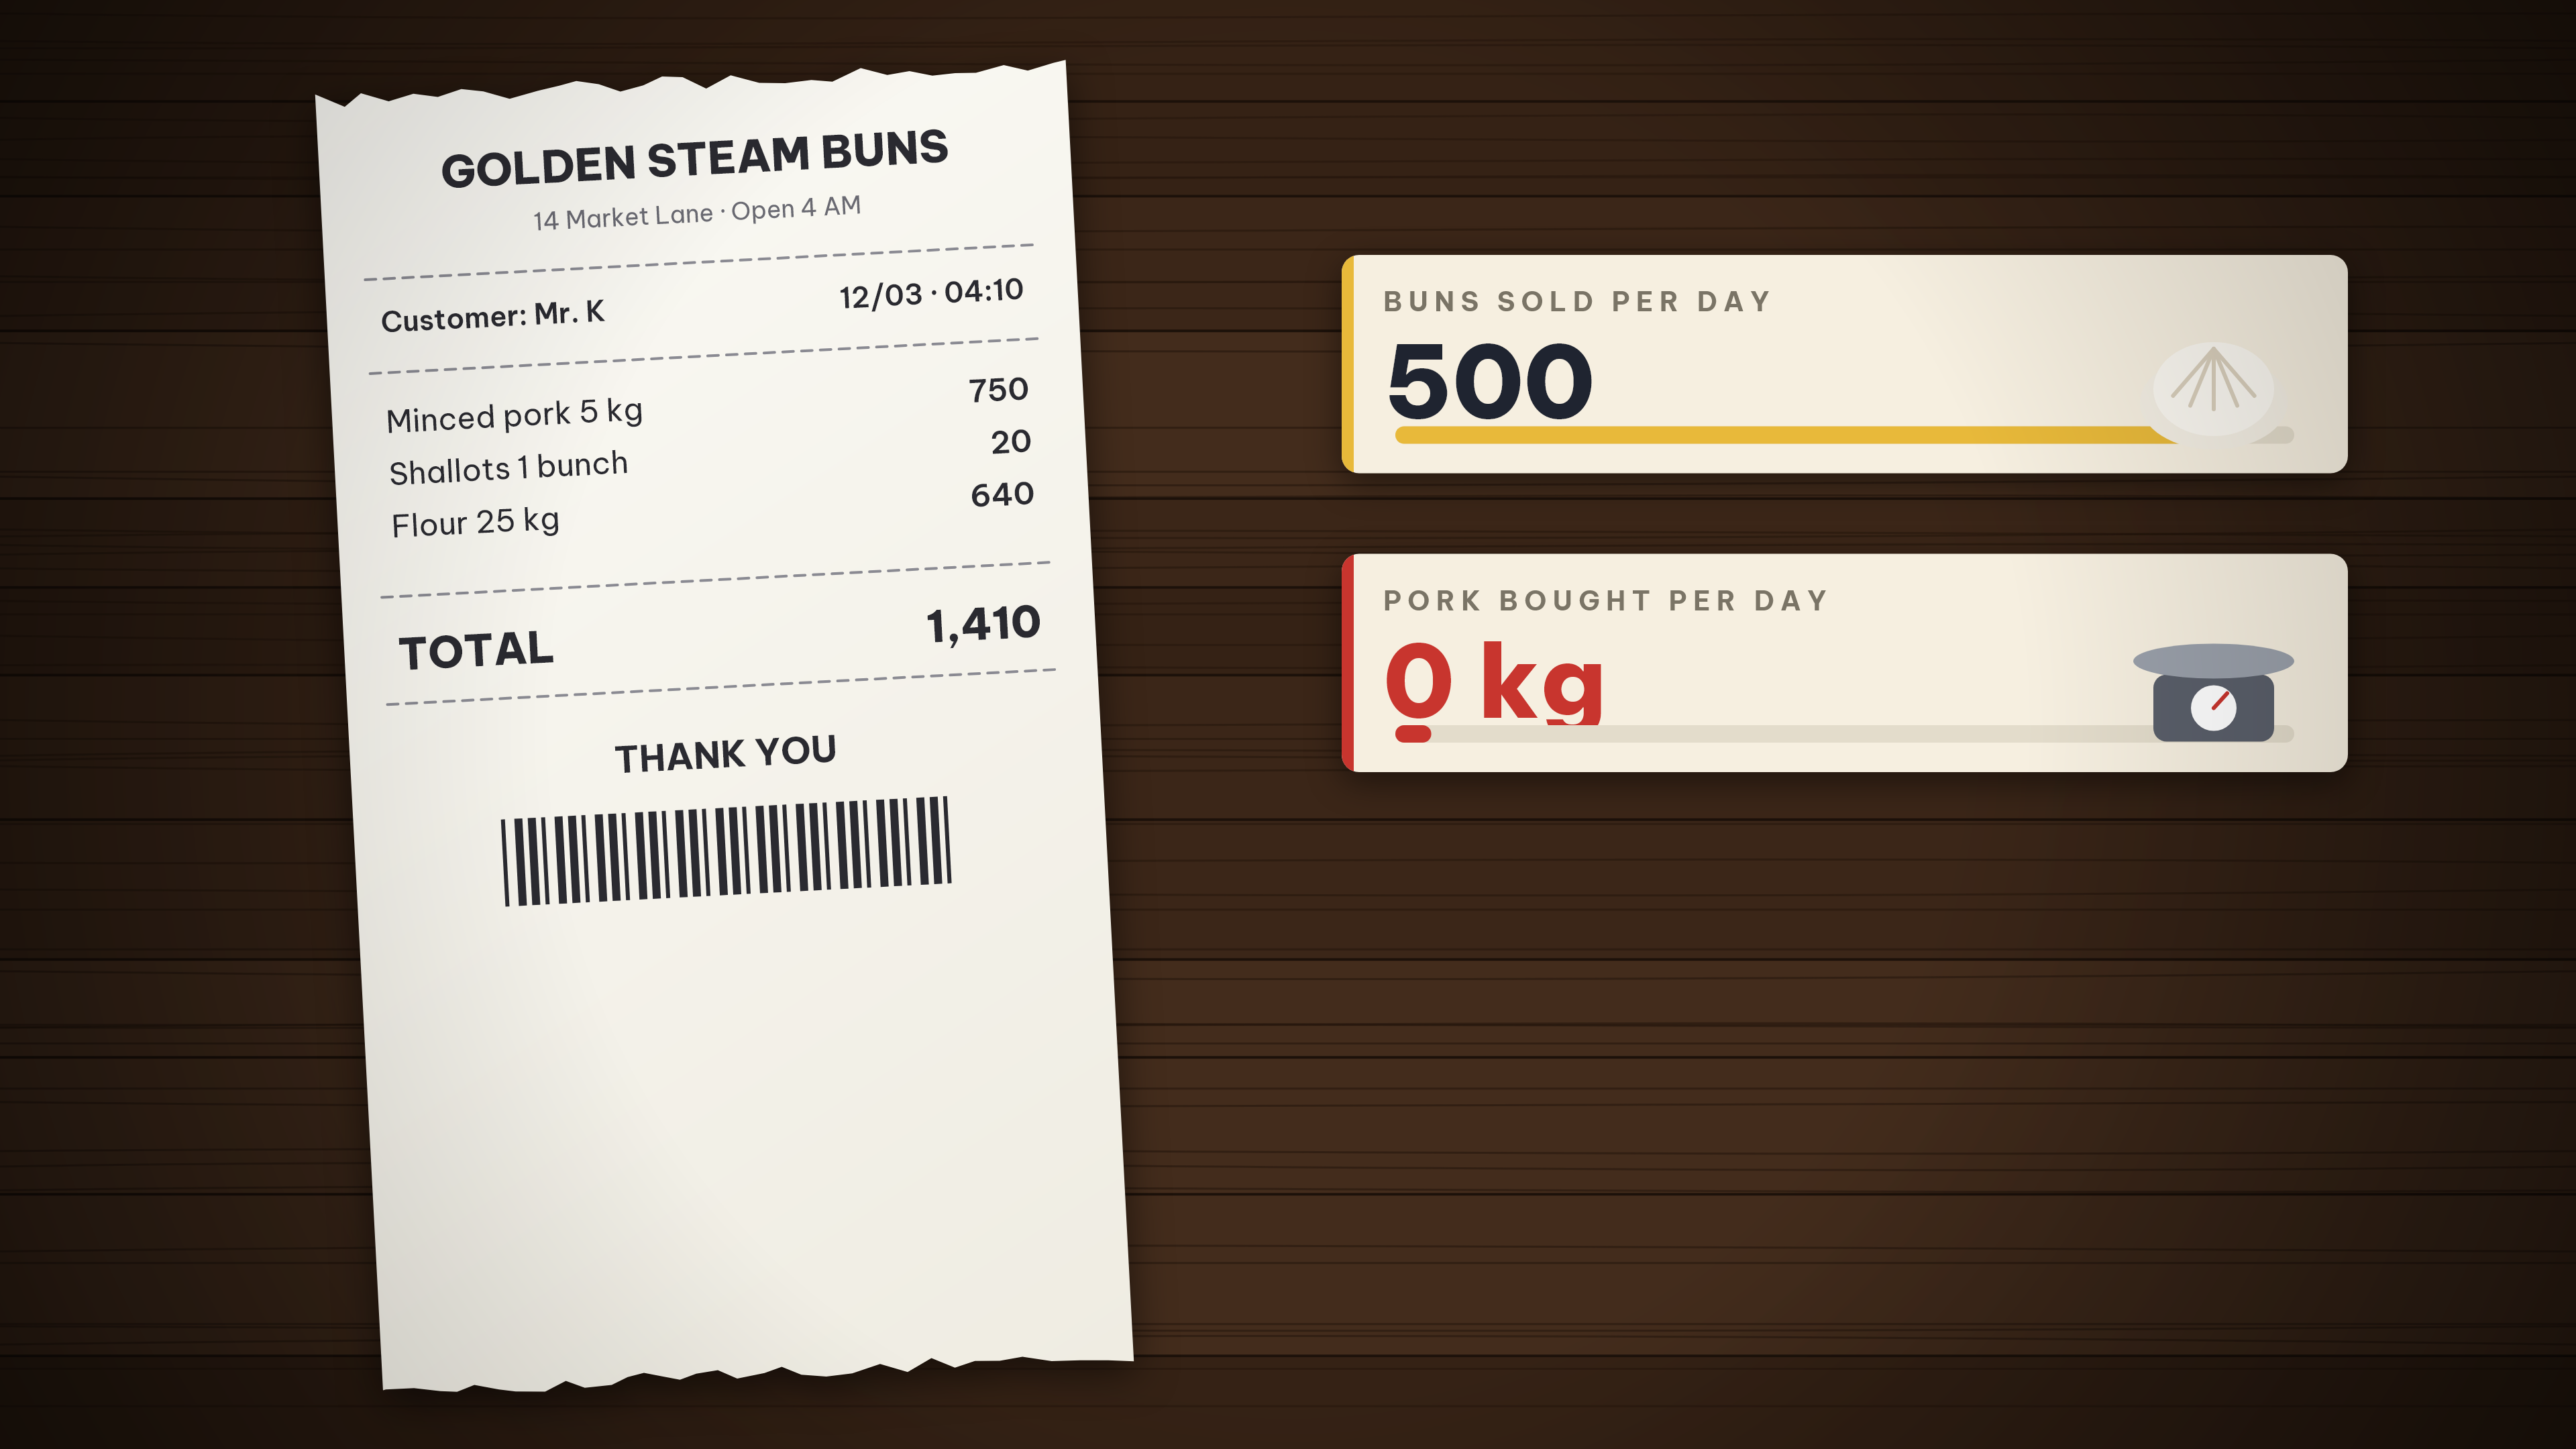 GOLDEN STEAM BUNS
14 Market Lane · Open 4 AM
Customer: Mr. K 12/03 · 04:10
Minced pork 5 kg 750
Shallots 1 bunch 20
Flour 25 kg 640
TOTAL 1,410
THANK YOU
BUNS SOLD PER DAY
500
PORK BOUGHT PER DAY
0 kg